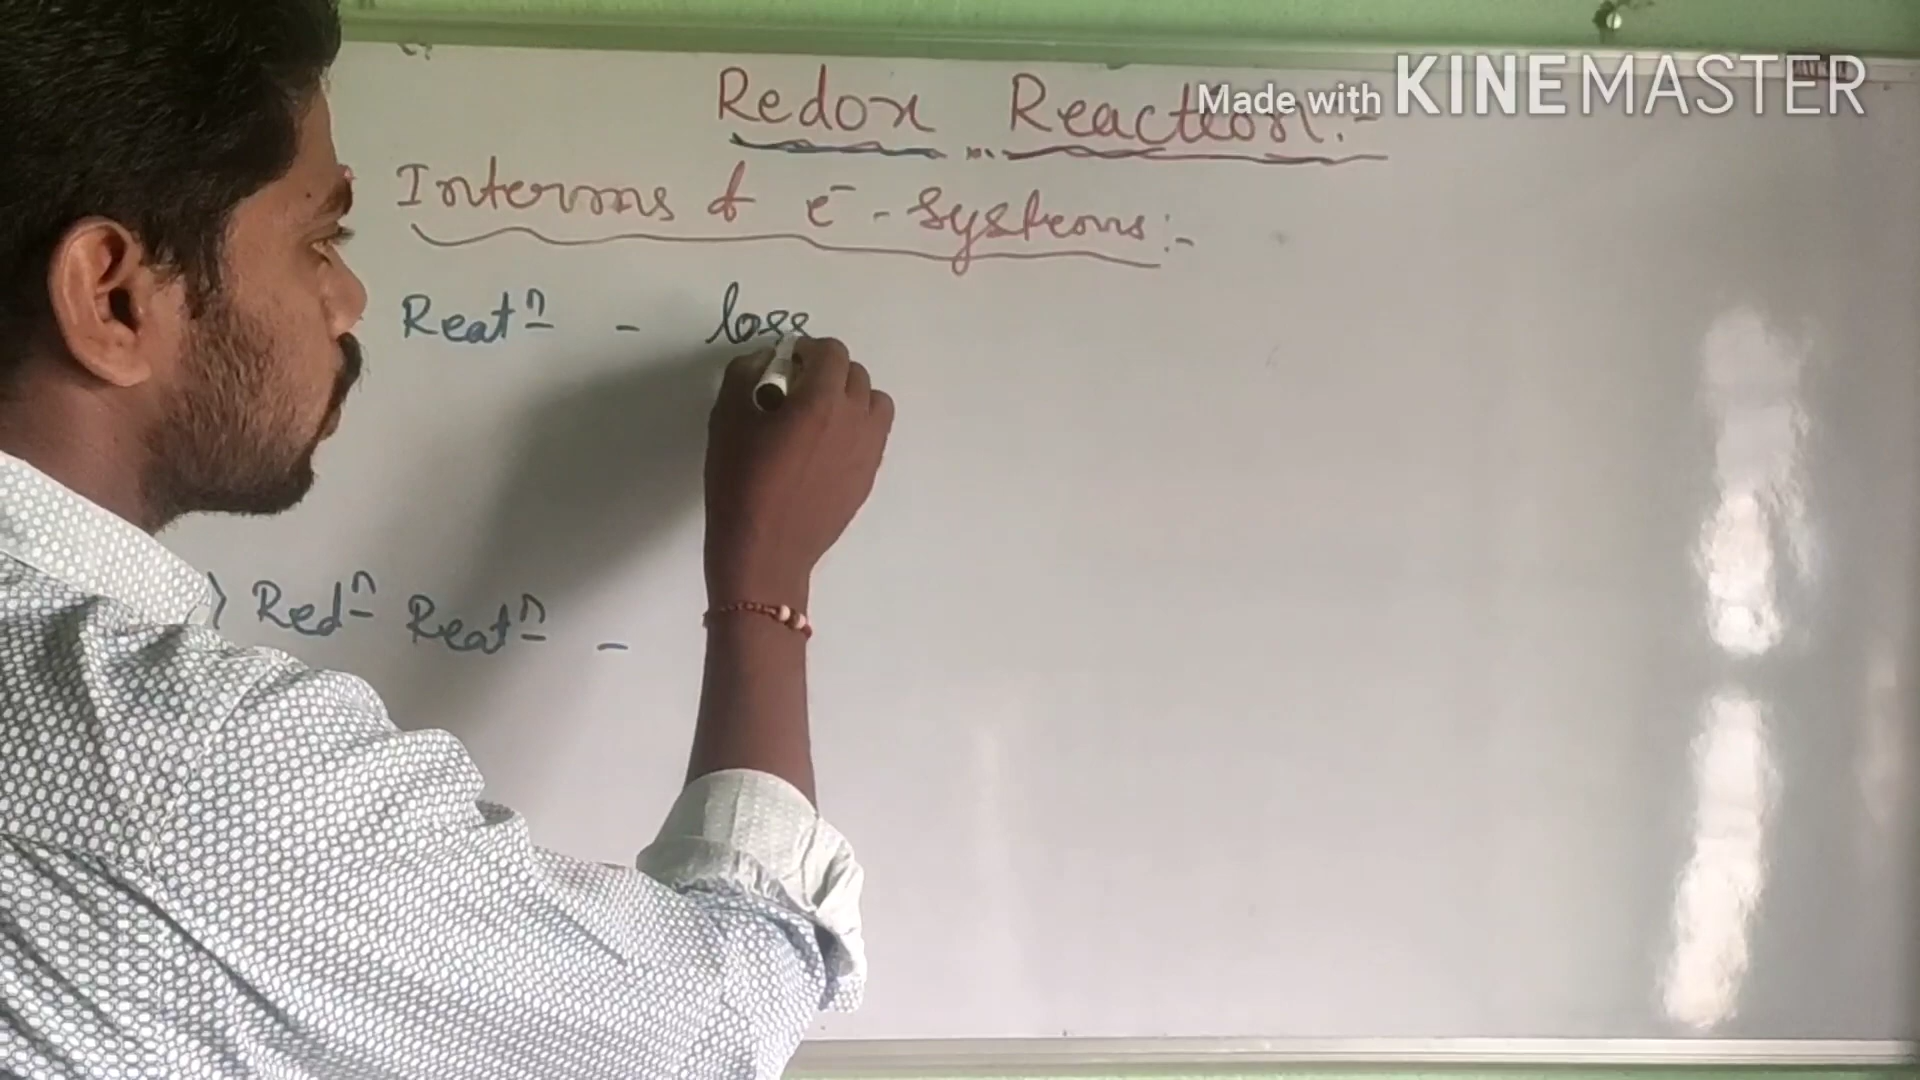 Made with KINEMASTER
Redox Reaction:-
Interms of e⁻ - Systems:-
Reatⁿ - loss
) Redⁿ Reatⁿ -